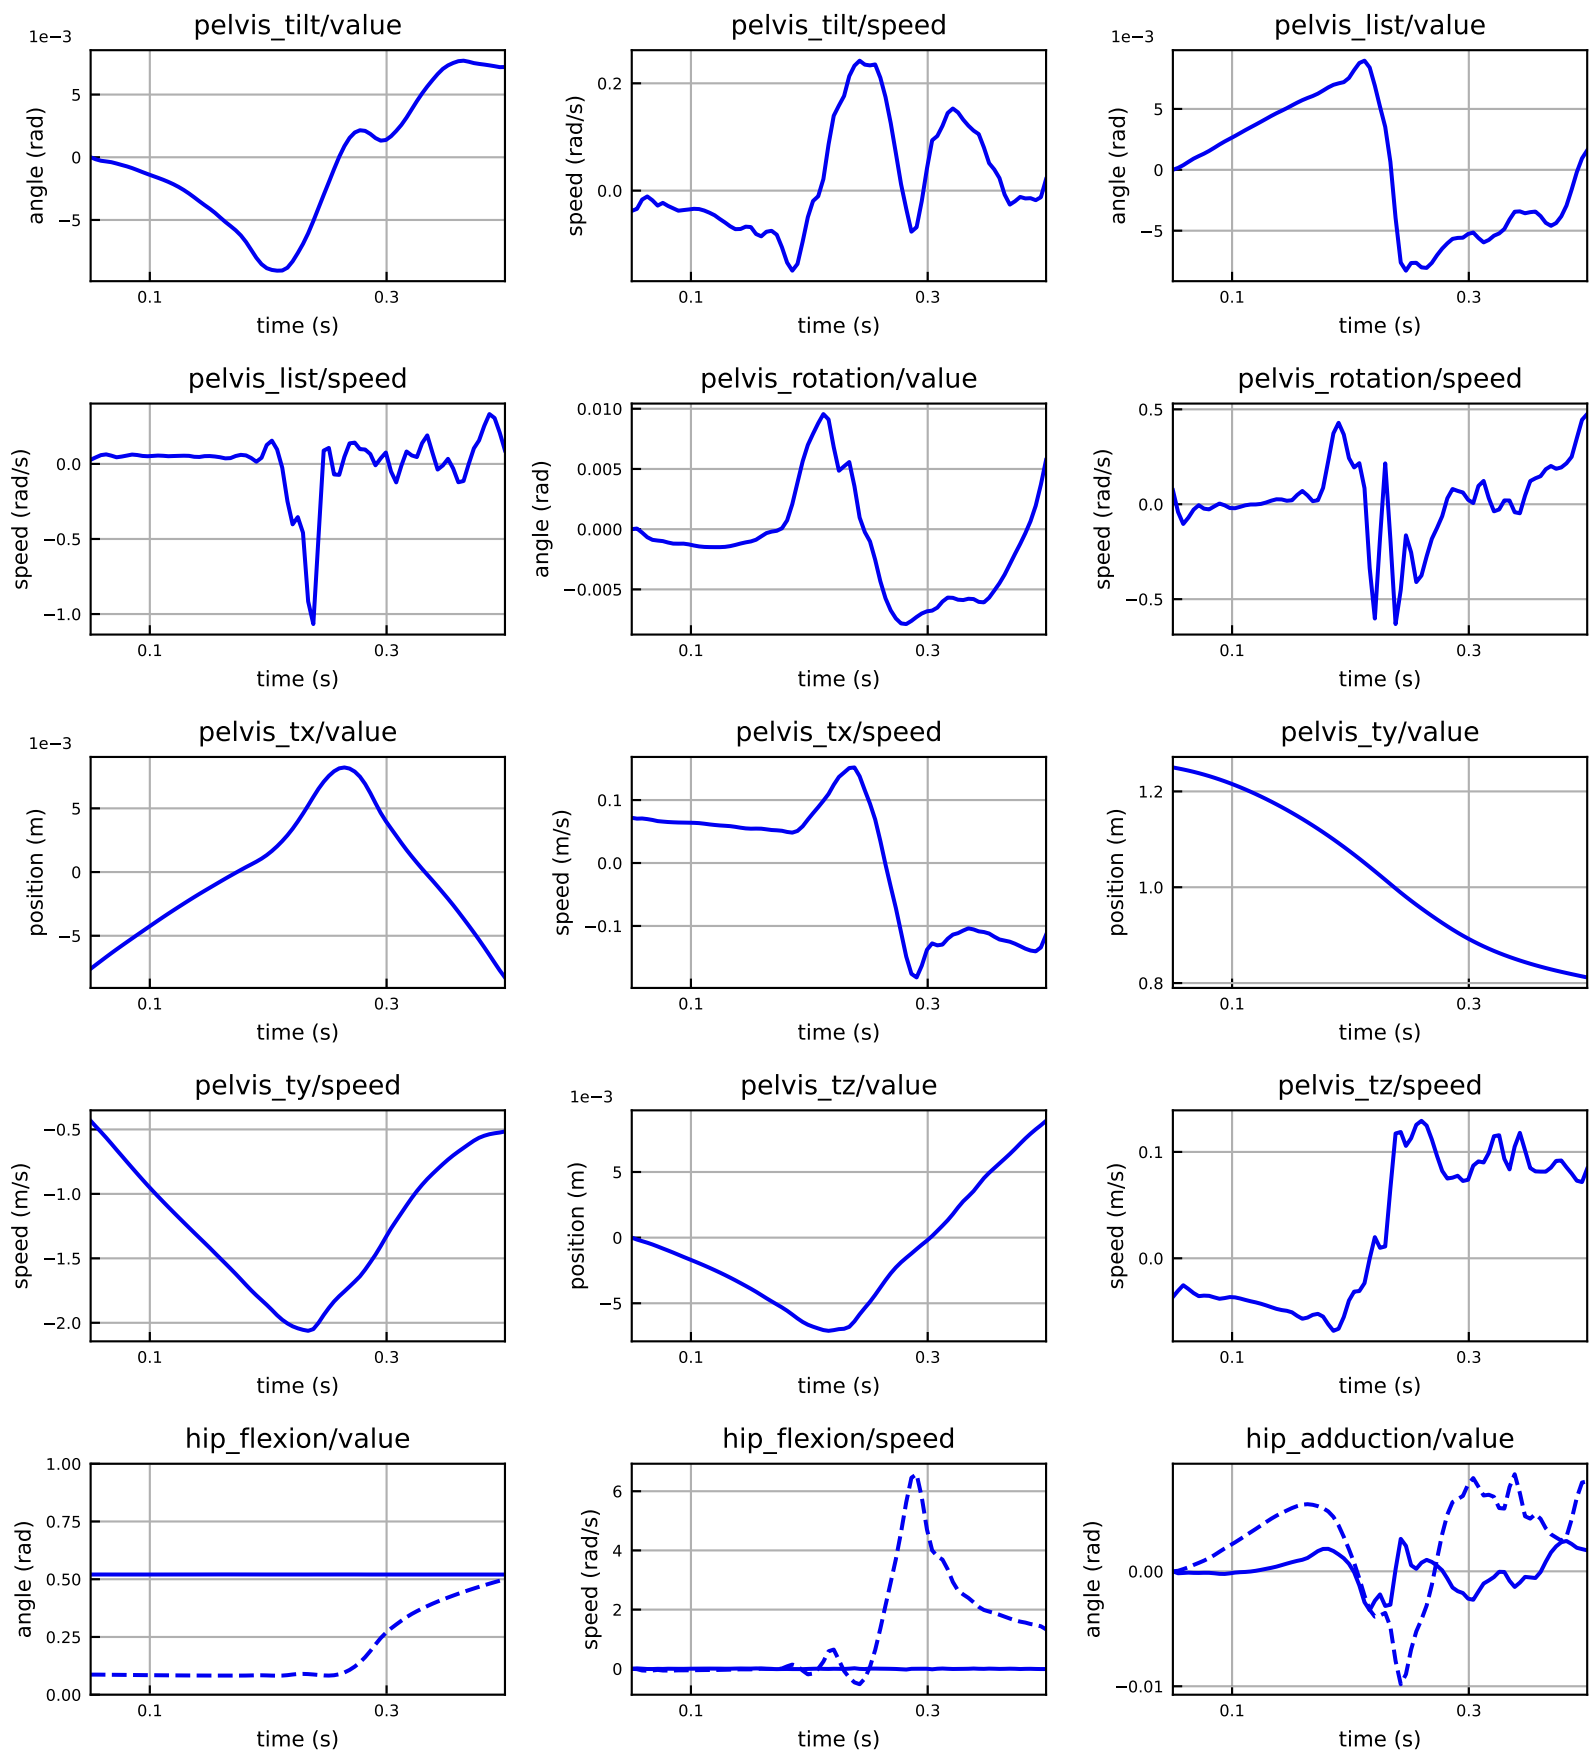 pelvis_tilt/value
pelvis_tilt/speed
pelvis_list/value
1e−3
1e−3
5
0
−5
angle (rad)
0.2
0.0
speed (rad/s)
5
0
−5
angle (rad)
0.1 0.3
0.1 0.3
0.1 0.3
time (s)
time (s)
time (s)
pelvis_list/speed
pelvis_rotation/value
pelvis_rotation/speed
0.0
−0.5
−1.0
speed (rad/s)
0.010
0.005
0.000
−0.005
angle (rad)
0.5
0.0
−0.5
speed (rad/s)
0.1 0.3
0.1 0.3
0.1 0.3
time (s)
time (s)
time (s)
pelvis_tx/value
pelvis_tx/speed
pelvis_ty/value
1e−3
5
0
−5
position (m)
0.1
0.0
−0.1
speed (m/s)
1.2
1.0
0.8
position (m)
0.1 0.3
0.1 0.3
0.1 0.3
time (s)
time (s)
time (s)
pelvis_ty/speed
pelvis_tz/value
pelvis_tz/speed
1e−3
−0.5
−1.0
−1.5
−2.0
speed (m/s)
5
0
−5
position (m)
0.1
0.0
speed (m/s)
0.1 0.3
0.1 0.3
0.1 0.3
time (s)
time (s)
time (s)
hip_flexion/value
hip_flexion/speed
hip_adduction/value
1.00
0.75
0.50
0.25
0.00
angle (rad)
6
4
2
0
speed (rad/s)
0.00
−0.01
angle (rad)
0.1 0.3
0.1 0.3
0.1 0.3
time (s)
time (s)
time (s)